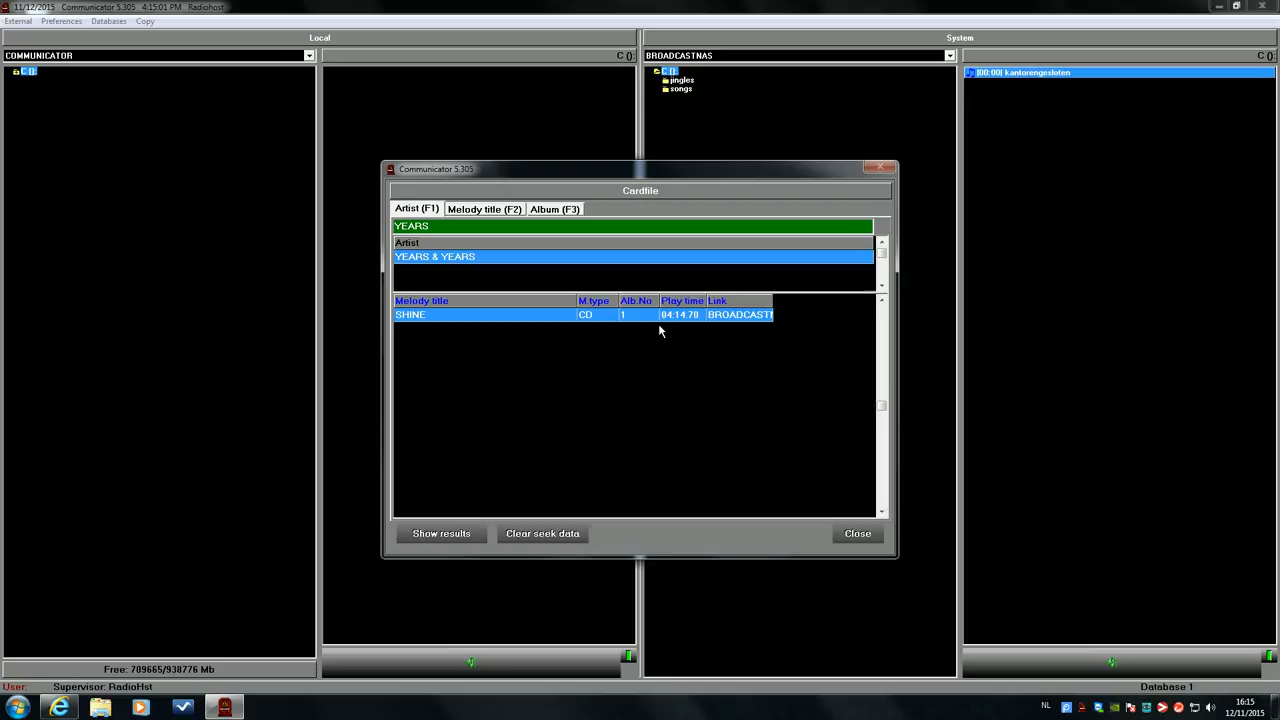 11/12/2015 Communicator 5.305 4:15:01 PM Radiohost
External Preferences Databases Copy
Local
System
COMMUNICATOR
C ():
BROADCASTNAS
C ():
C ():
C ():
jingles
songs
[00:00] kantorengesloten
Communicator 5.305
Cardfile
Artist (F1) Melody title (F2) Album (F3)
YEARS
Artist
YEARS & YEARS
Melody title M.type Alb.No Play time Link
SHINE CD 1 04:14.70 BROADCASTN
Show results Clear seek data Close
Free: 709665/938776 Mb
User: Supervisor: RadioHst Database 1
NL 16:15
12/11/2015